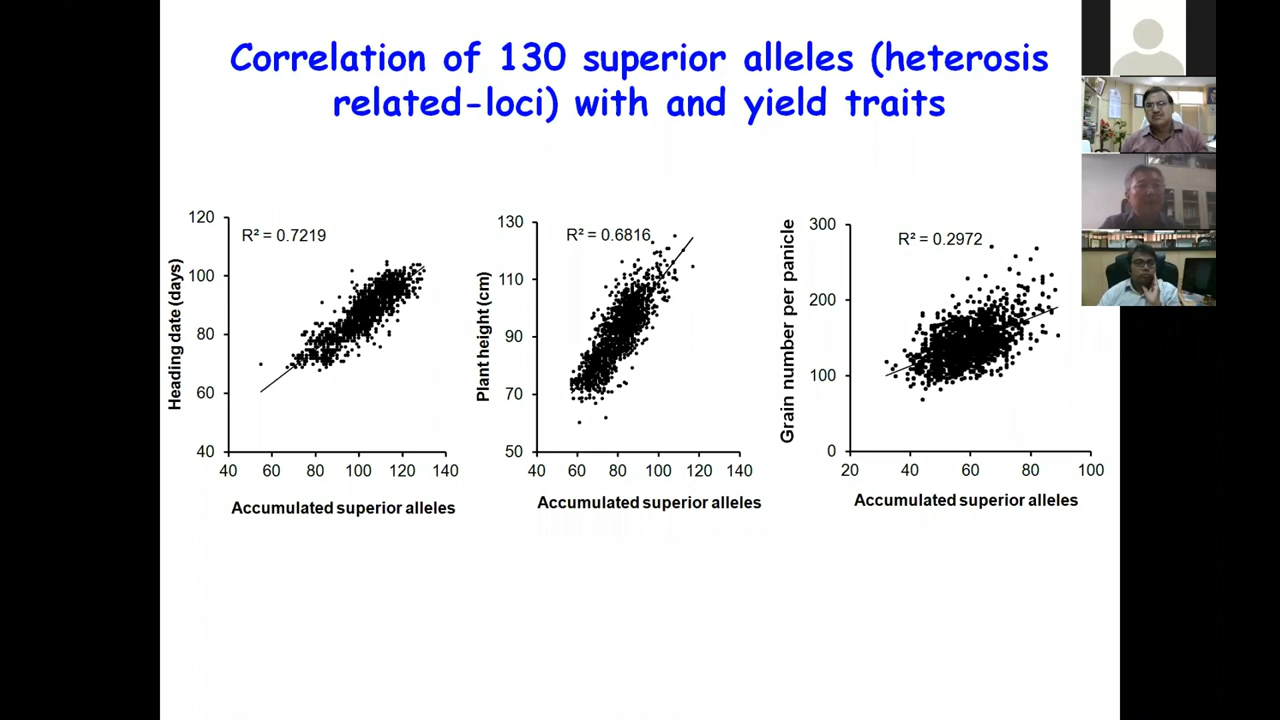 Correlation of 130 superior alleles (heterosis
related-loci) with and yield traits
Heading date (days)
120
100
80
60
40
R² = 0.7219
40 60 80 100 120 140
Accumulated superior alleles
Plant height (cm)
130
110
90
70
50
R² = 0.6816
40 60 80 100 120 140
Accumulated superior alleles
Grain number per panicle
300
200
100
0
R² = 0.2972
20 40 60 80 100
Accumulated superior alleles